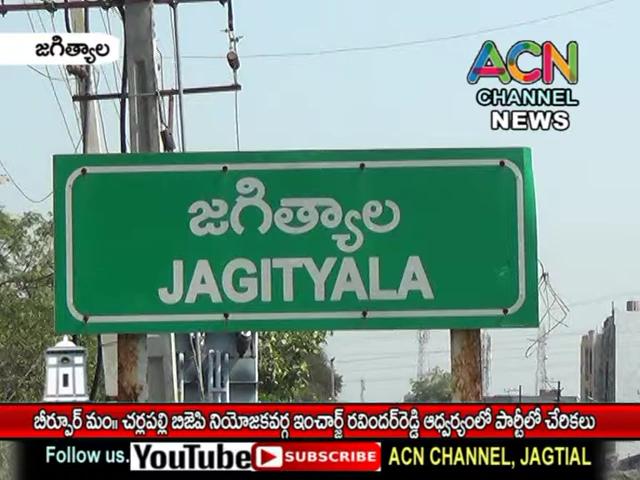 జగిత్యాల
ACN
CHANNEL
NEWS
జగిత్యాల
JAGITYALA
బీర్పూర్ మం॥ చర్లపల్లి బిజెపి నియోజకవర్గ ఇంచార్జ్ రవిందర్‌రెడ్డి ఆధ్వర్యంలో పార్టీలో చేరికలు
Follow us. YouTube SUBSCRIBE ACN CHANNEL, JAGTIAL